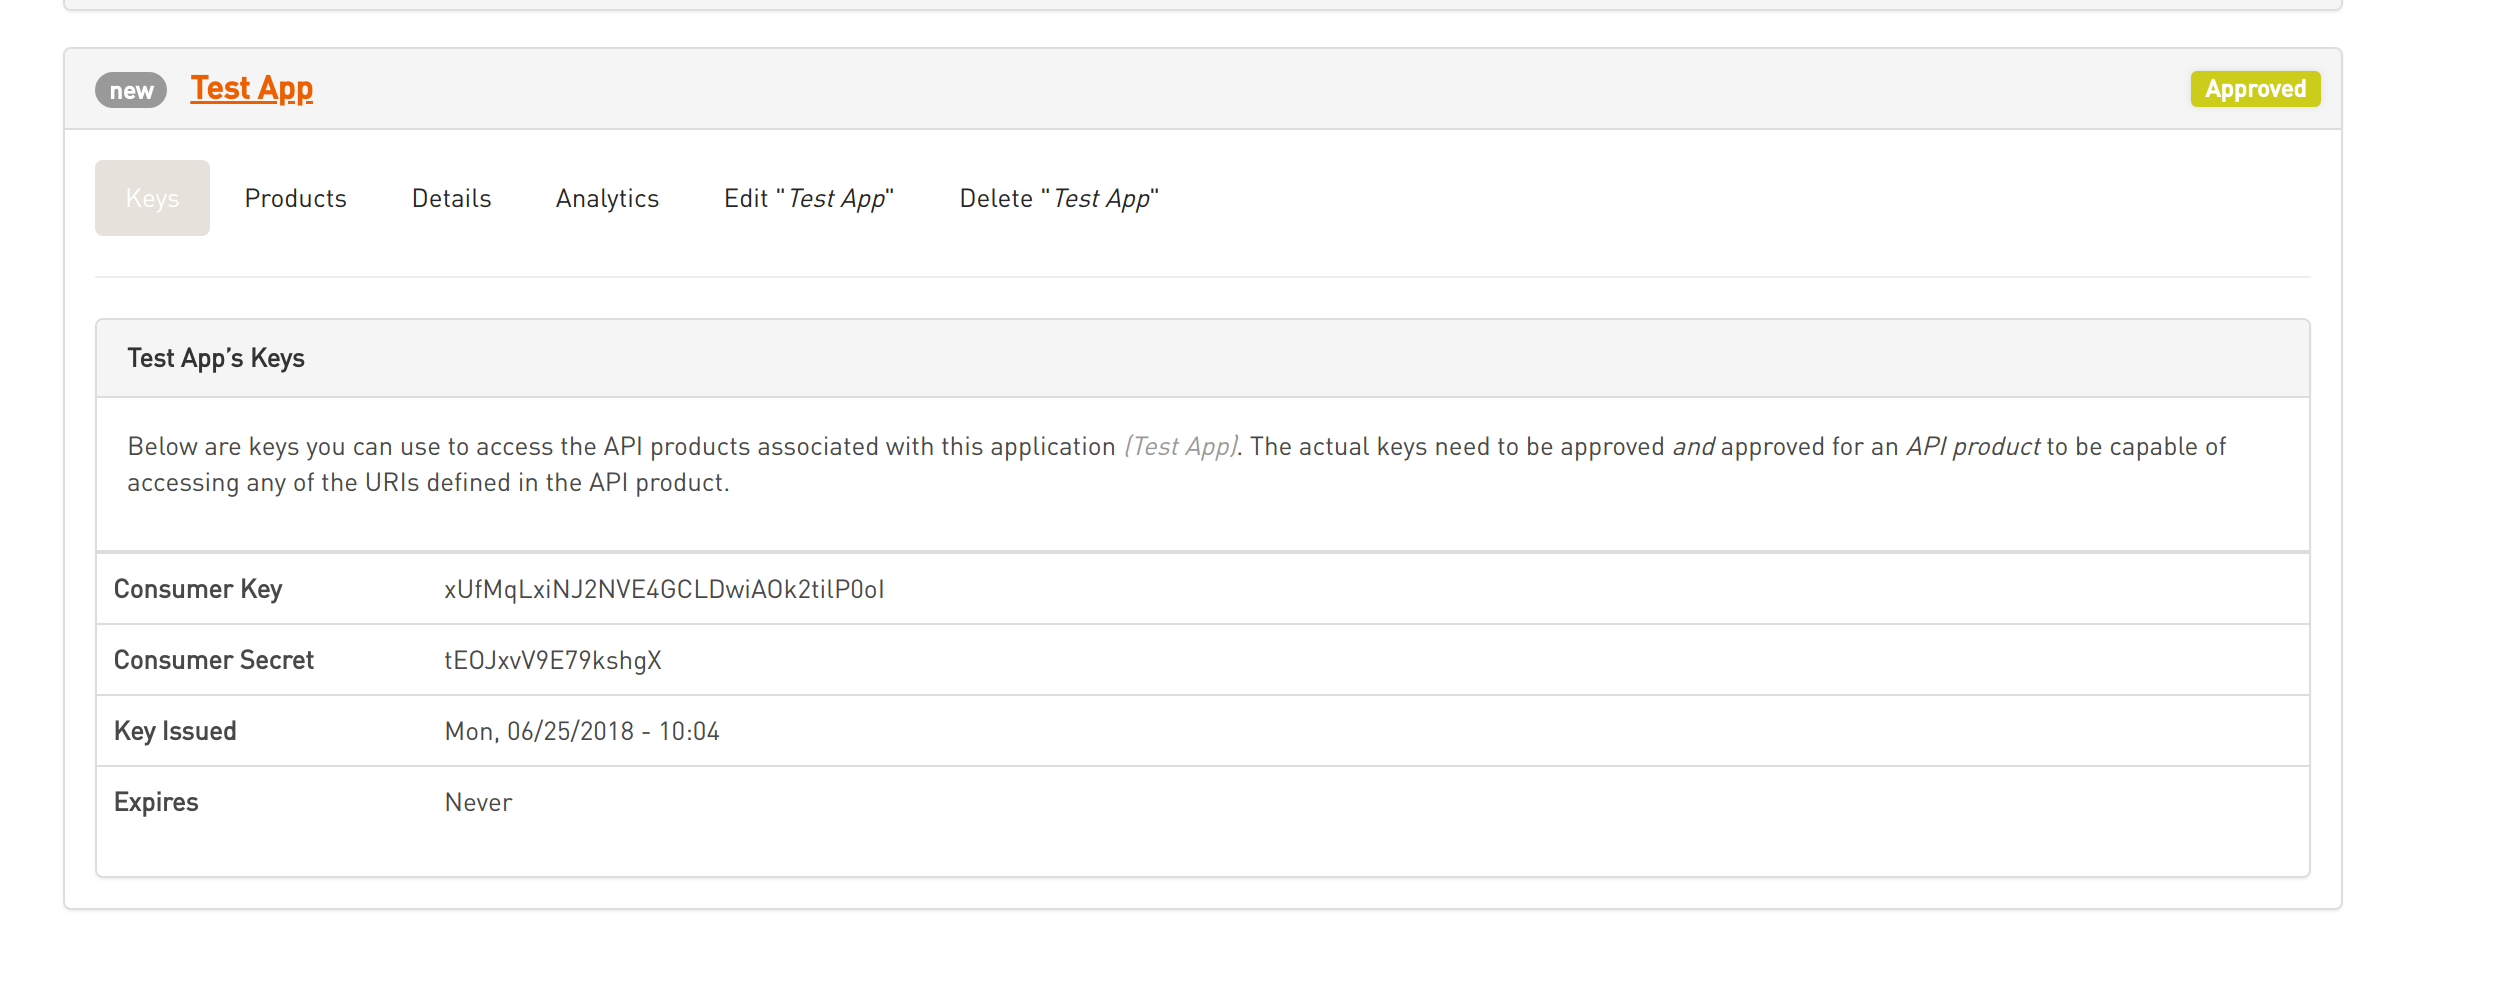 new Test App Approved
Keys Products Details Analytics Edit "Test App" Delete "Test App"
Test App’s Keys
Below are keys you can use to access the API products associated with this application (Test App). The actual keys need to be approved and approved for an API product to be capable of
accessing any of the URIs defined in the API product.
Consumer Key xUfMqLxiNJ2NVE4GCLDwiAOk2tilP0oI
Consumer Secret tEOJxvV9E79kshgX
Key Issued Mon, 06/25/2018 - 10:04
Expires Never